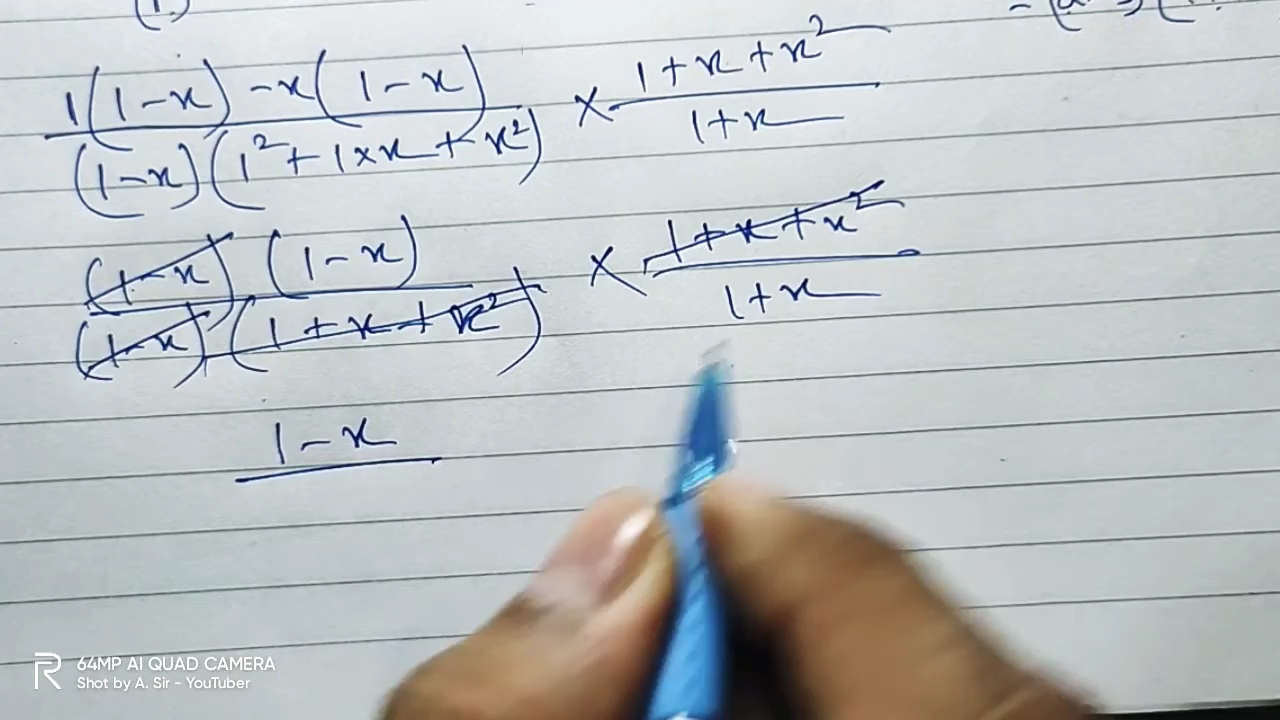 1(1-x) -x(1-x) / (1-x)(1²+1×x+x²) × 1+x+x² / 1+x
(1-x)(1-x) / (1-x)(1+x+x²) × 1+x+x² / 1+x
1-x
64MP AI QUAD CAMERA
Shot by A. Sir - YouTuber